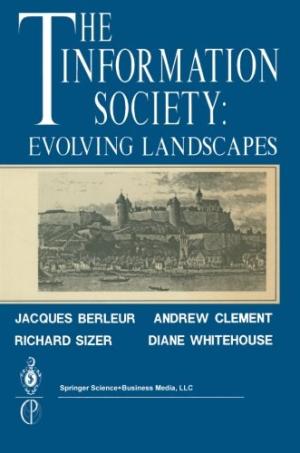 THE
INFORMATION
SOCIETY:
EVOLVING LANDSCAPES
JACQUES BERLEUR ANDREW CLEMENT
RICHARD SIZER DIANE WHITEHOUSE
Springer Science+Business Media, LLC